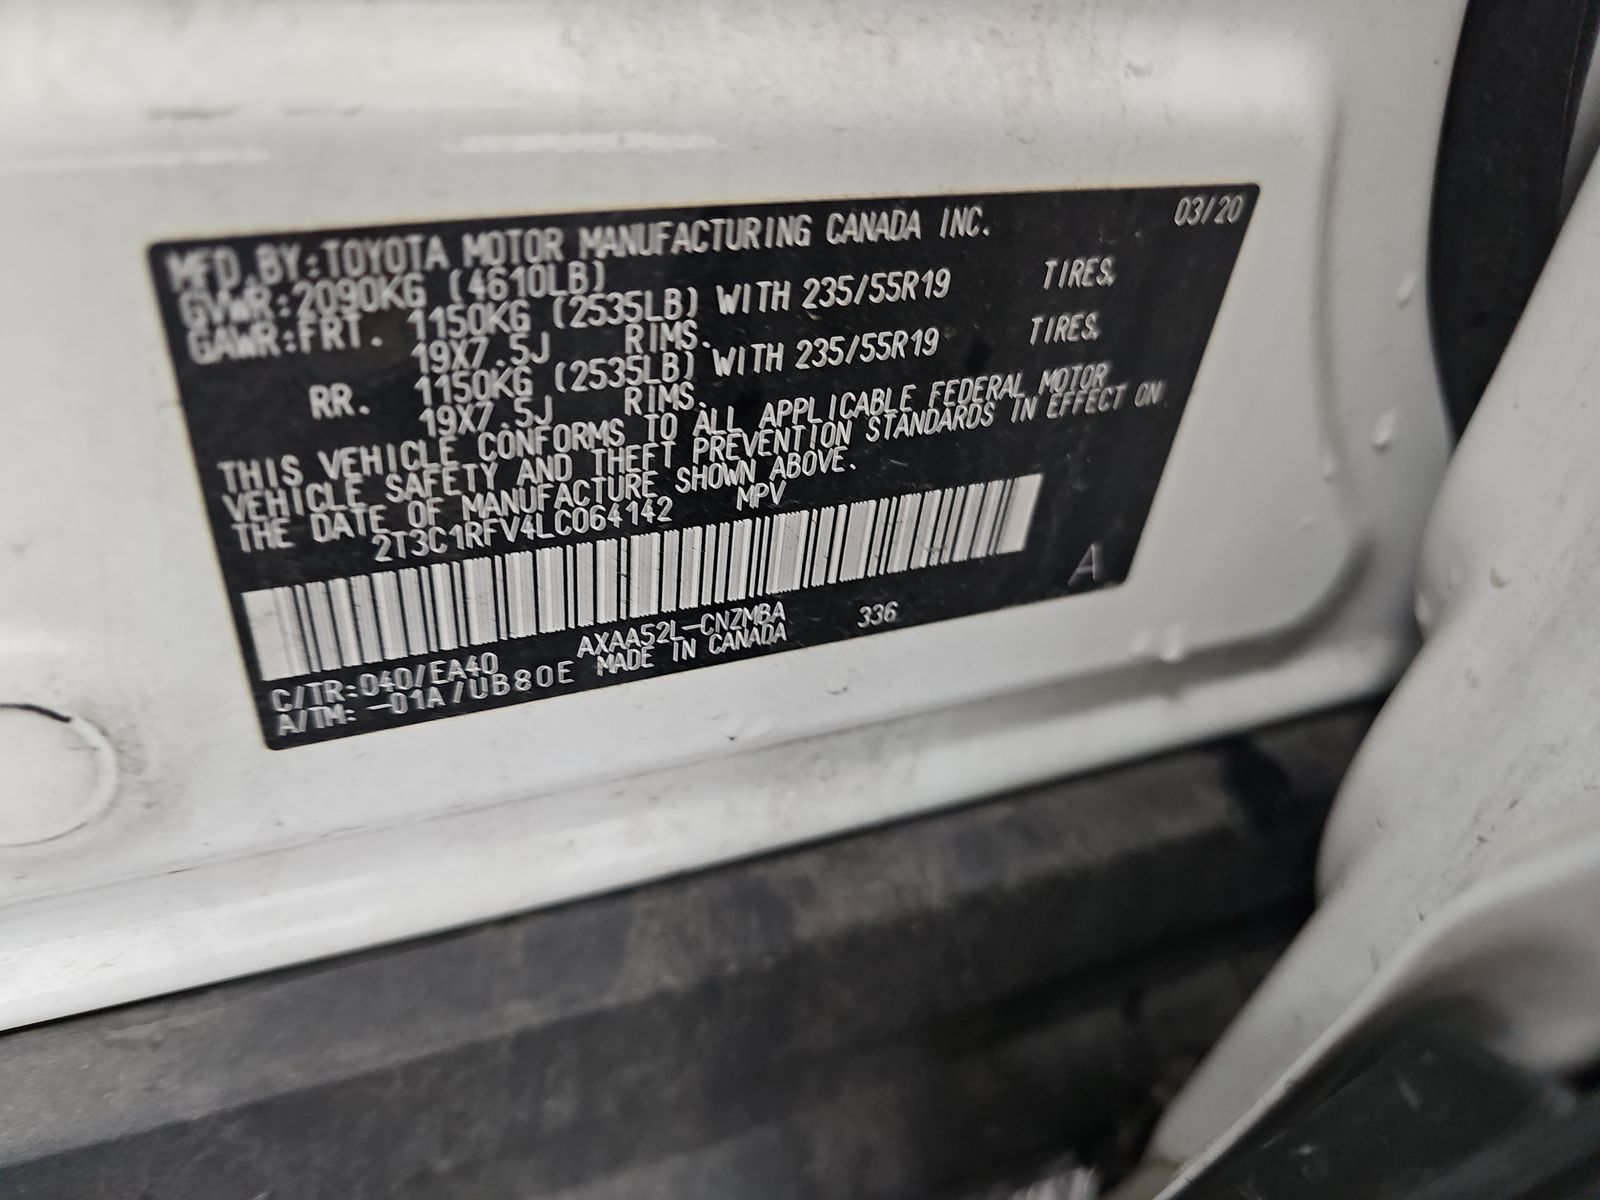 MFD.BY:TOYOTA MOTOR MANUFACTURING CANADA INC. 03/20
GVWR:2090KG (4610LB)
GAWR:FRT. 1150KG (2535LB) WITH 235/55R19 TIRES,
19X7.5J RIMS.
RR. 1150KG (2535LB) WITH 235/55R19 TIRES,
19X7.5J RIMS.
THIS VEHICLE CONFORMS TO ALL APPLICABLE FEDERAL MOTOR
VEHICLE SAFETY AND THEFT PREVENTION STANDARDS IN EFFECT ON
THE DATE OF MANUFACTURE SHOWN ABOVE.
2T3C1RFV4LC064142 MPV
A
C/TR:040/EA40 AXAA52L-CNZMBA 336
A/TM: -01A/UB80E MADE IN CANADA